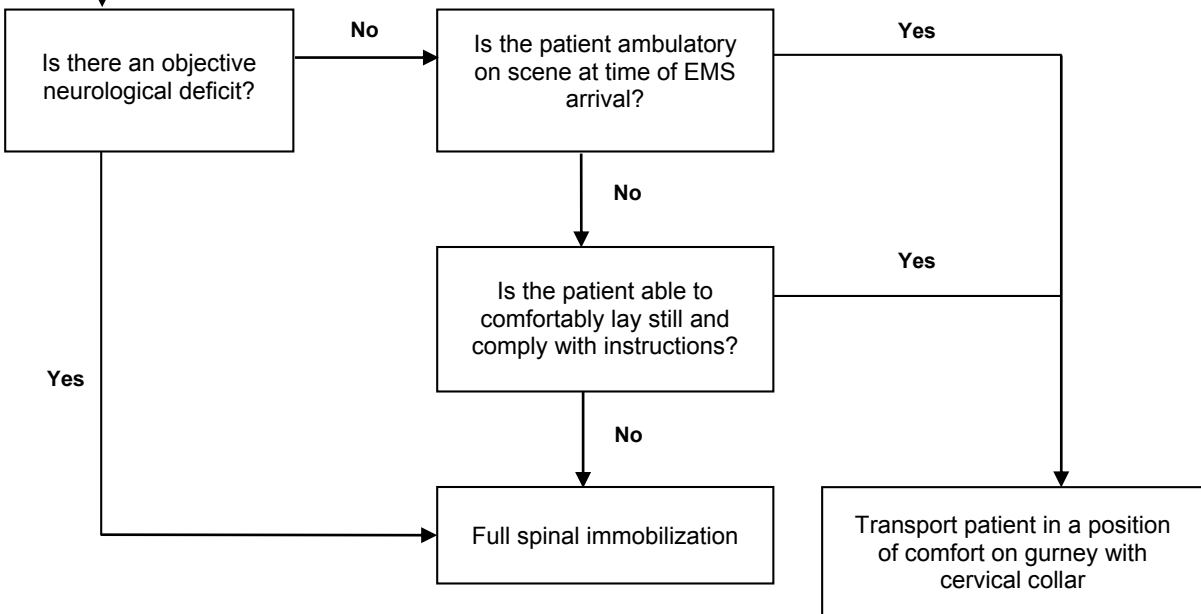 No
Yes
Is there an objective
neurological deficit?
Is the patient ambulatory
on scene at time of EMS
arrival?
No
Yes
Is the patient able to
comfortably lay still and
comply with instructions?
Yes
No
Full spinal immobilization
Transport patient in a position
of comfort on gurney with
cervical collar